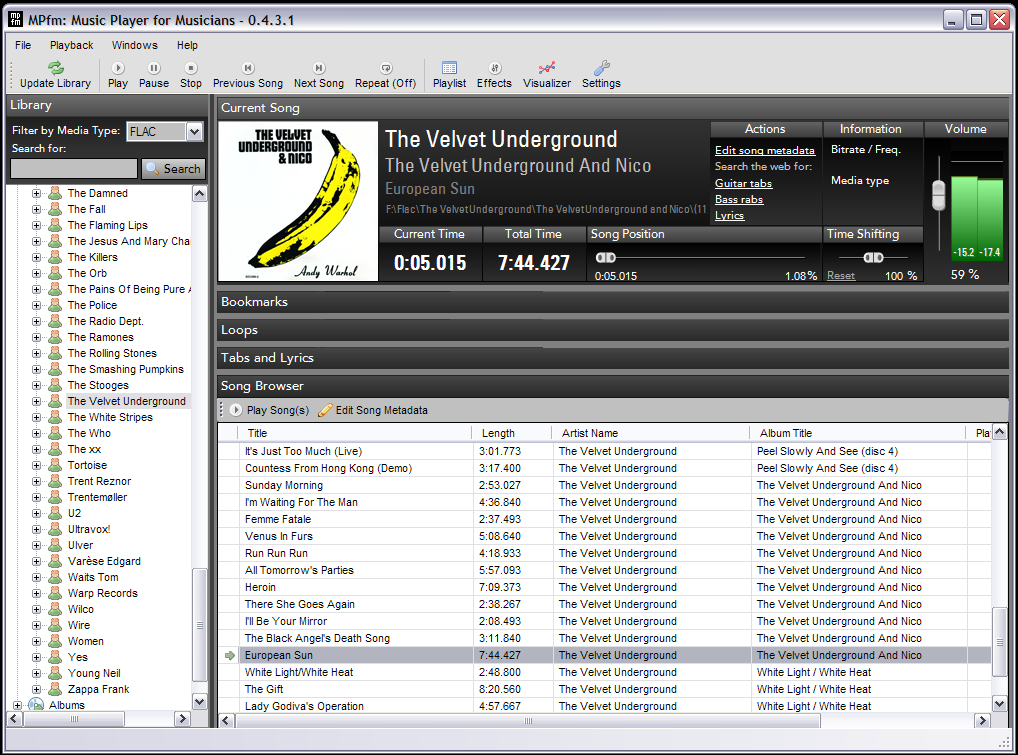 MPfm: Music Player for Musicians - 0.4.3.1
File Playback Windows Help
Update Library Play Pause Stop Previous Song Next Song Repeat (Off) Playlist Effects Visualizer Settings
Library
Filter by Media Type: FLAC
Search for:
Search
The Damned
The Fall
The Flaming Lips
The Jesus And Mary Cha
The Killers
The Orb
The Pains Of Being Pure A
The Police
The Radio Dept.
The Ramones
The Rolling Stones
The Smashing Pumpkins
The Stooges
The Velvet Underground
The White Stripes
The Who
The xx
Tortoise
Trent Reznor
Trentemøller
U2
Ultravox!
Ulver
Varèse Edgard
Waits Tom
Warp Records
Wilco
Wire
Women
Yes
Young Neil
Zappa Frank
Albums
Current Song
THE VELVET
UNDERGROUND
& NICO
Andy Warhol
The Velvet Underground
The Velvet Underground And Nico
European Sun
F:\Flac\The VelvetUnderground\The VelvetUnderground and Nico\(11
Actions
Edit song metadata
Search the web for:
Guitar tabs
Bass rabs
Lyrics
Information
Bitrate / Freq.
Media type
Volume
-15.2 -17.4
59 %
Current Time
0:05.015
Total Time
7:44.427
Song Position
0:05.015 1.08%
Time Shifting
Reset 100 %
Bookmarks
Loops
Tabs and Lyrics
Song Browser
Play Song(s) Edit Song Metadata
Title Length Artist Name Album Title Pla
It's Just Too Much (Live) 3:01.773 The Velvet Underground Peel Slowly And See (disc 4)
Countess From Hong Kong (Demo) 3:17.400 The Velvet Underground Peel Slowly And See (disc 4)
Sunday Morning 2:53.027 The Velvet Underground The Velvet Underground And Nico
I'm Waiting For The Man 4:36.840 The Velvet Underground The Velvet Underground And Nico
Femme Fatale 2:37.493 The Velvet Underground The Velvet Underground And Nico
Venus In Furs 5:08.640 The Velvet Underground The Velvet Underground And Nico
Run Run Run 4:18.933 The Velvet Underground The Velvet Underground And Nico
All Tomorrow's Parties 5:57.093 The Velvet Underground The Velvet Underground And Nico
Heroin 7:09.373 The Velvet Underground The Velvet Underground And Nico
There She Goes Again 2:38.267 The Velvet Underground The Velvet Underground And Nico
I'll Be Your Mirror 2:08.493 The Velvet Underground The Velvet Underground And Nico
The Black Angel's Death Song 3:11.840 The Velvet Underground The Velvet Underground And Nico
European Sun 7:44.427 The Velvet Underground The Velvet Underground And Nico
White Light/White Heat 2:48.800 The Velvet Underground White Light / White Heat
The Gift 8:20.560 The Velvet Underground White Light / White Heat
Lady Godiva's Operation 4:57.667 The Velvet Underground White Light / White Heat